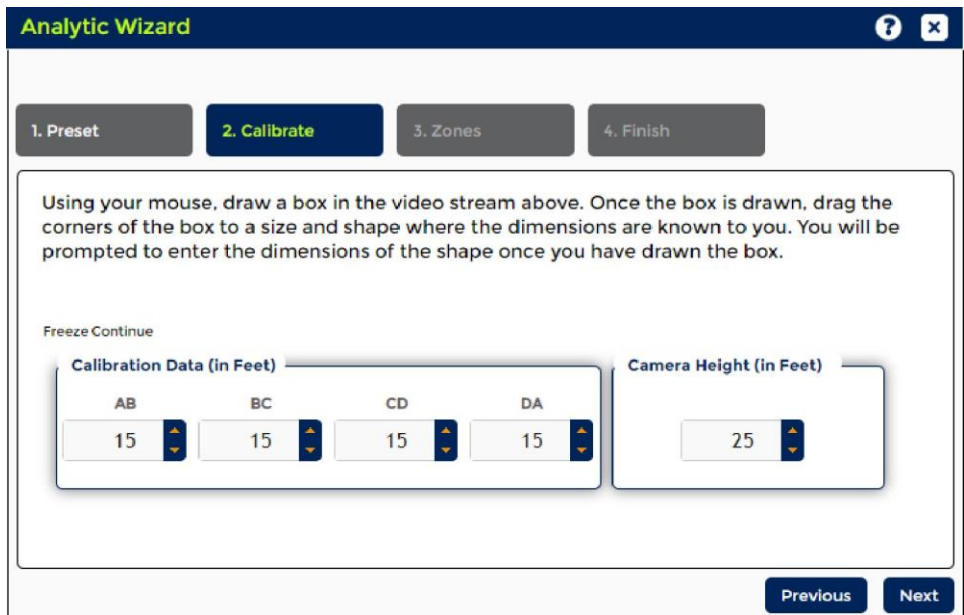 Analytic Wizard
1. Preset
2. Calibrate
3. Zones
4. Finish
Using your mouse, draw a box in the video stream above. Once the box is drawn, drag the
corners of the box to a size and shape where the dimensions are known to you. You will be
prompted to enter the dimensions of the shape once you have drawn the box.
Freeze Continue
Calibration Data (in Feet)
AB BC CD DA
15 15 15 15
Camera Height (in Feet)
25
Previous Next